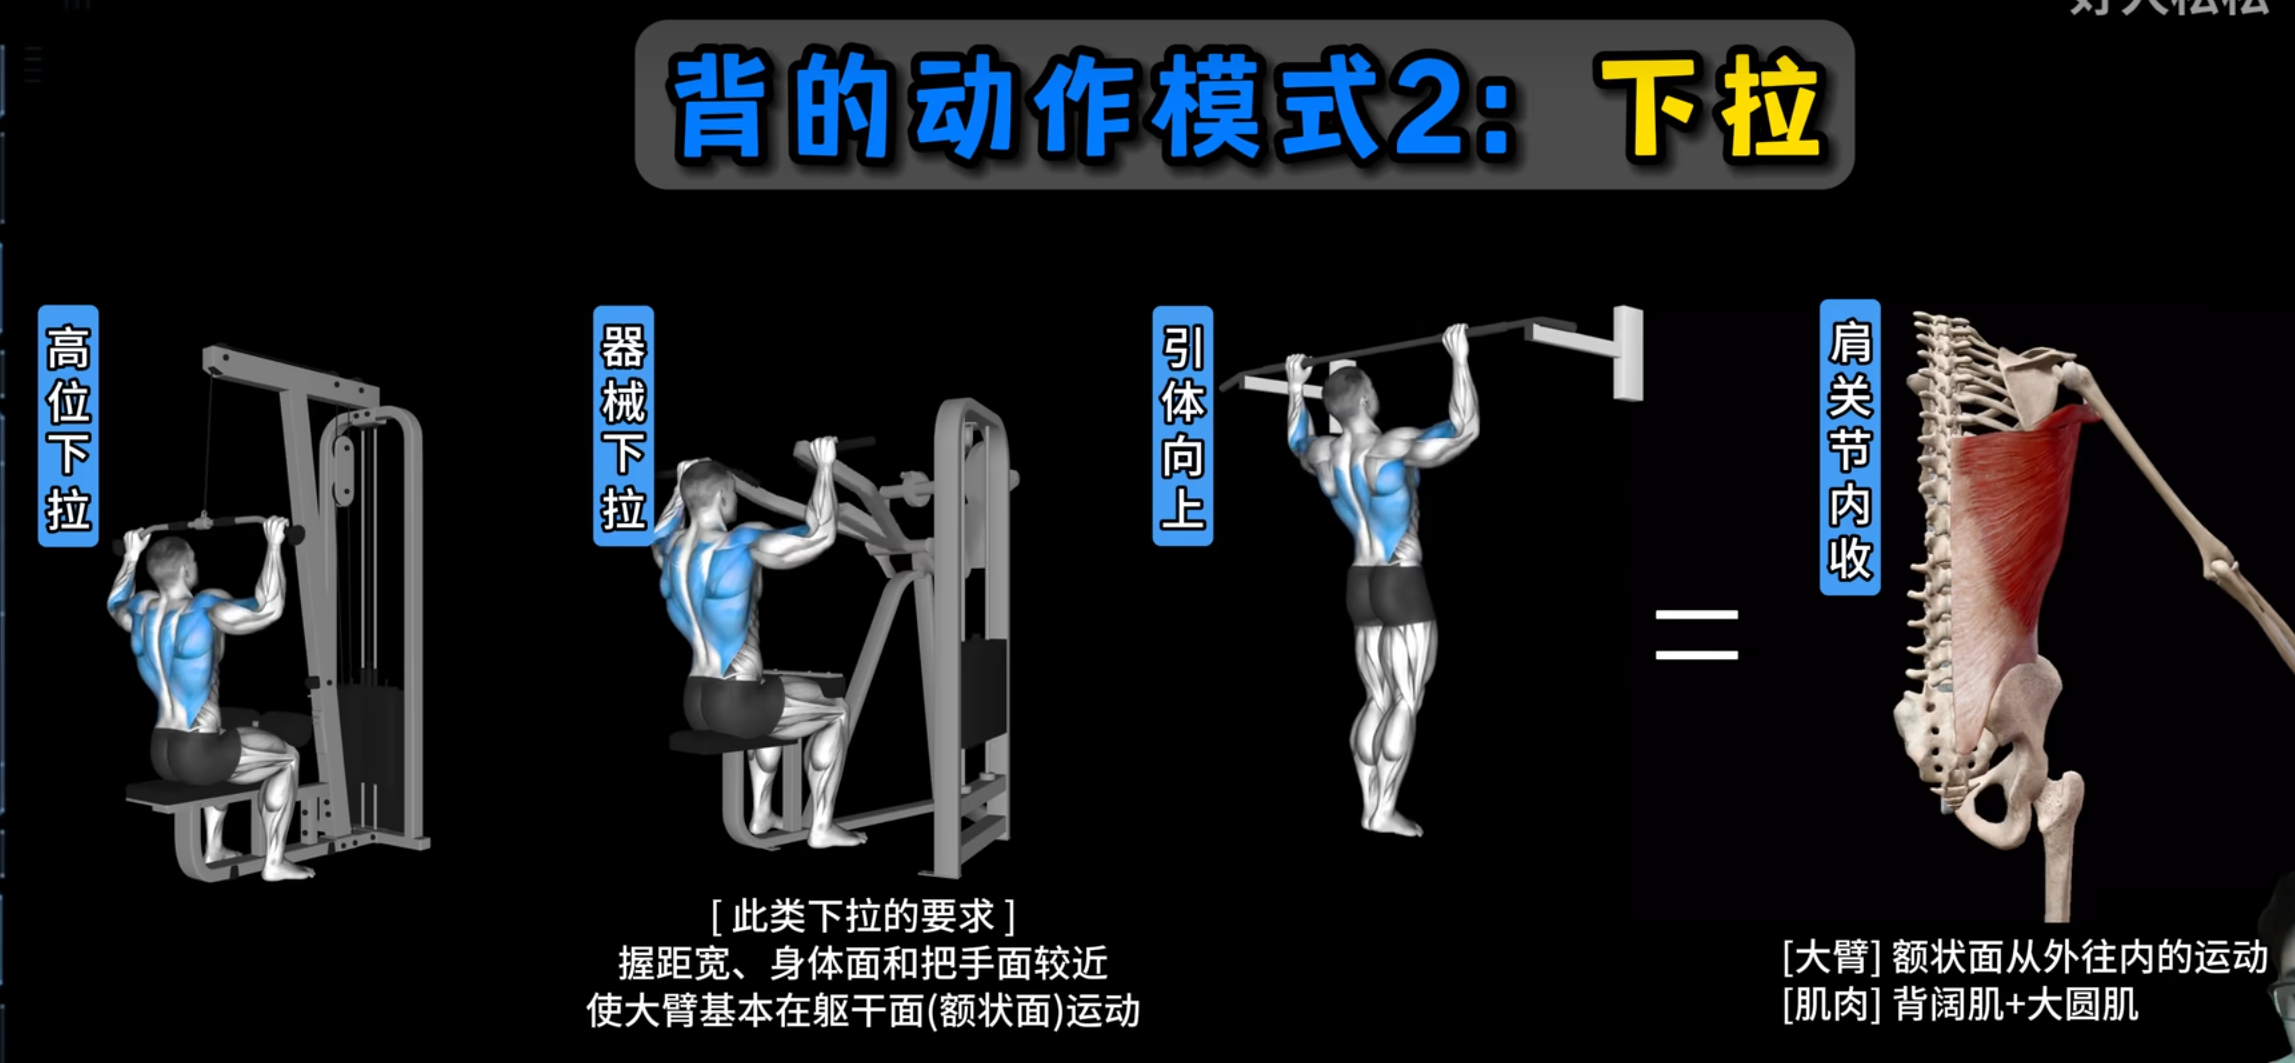 背的动作模式2: 下拉
高位下拉
器械下拉
引体向上
肩关节内收
[ 此类下拉的要求 ]
握距宽、身体面和把手面较近
使大臂基本在躯干面(额状面)运动
[大臂] 额状面从外往内的运动
[肌肉] 背阔肌+大圆肌